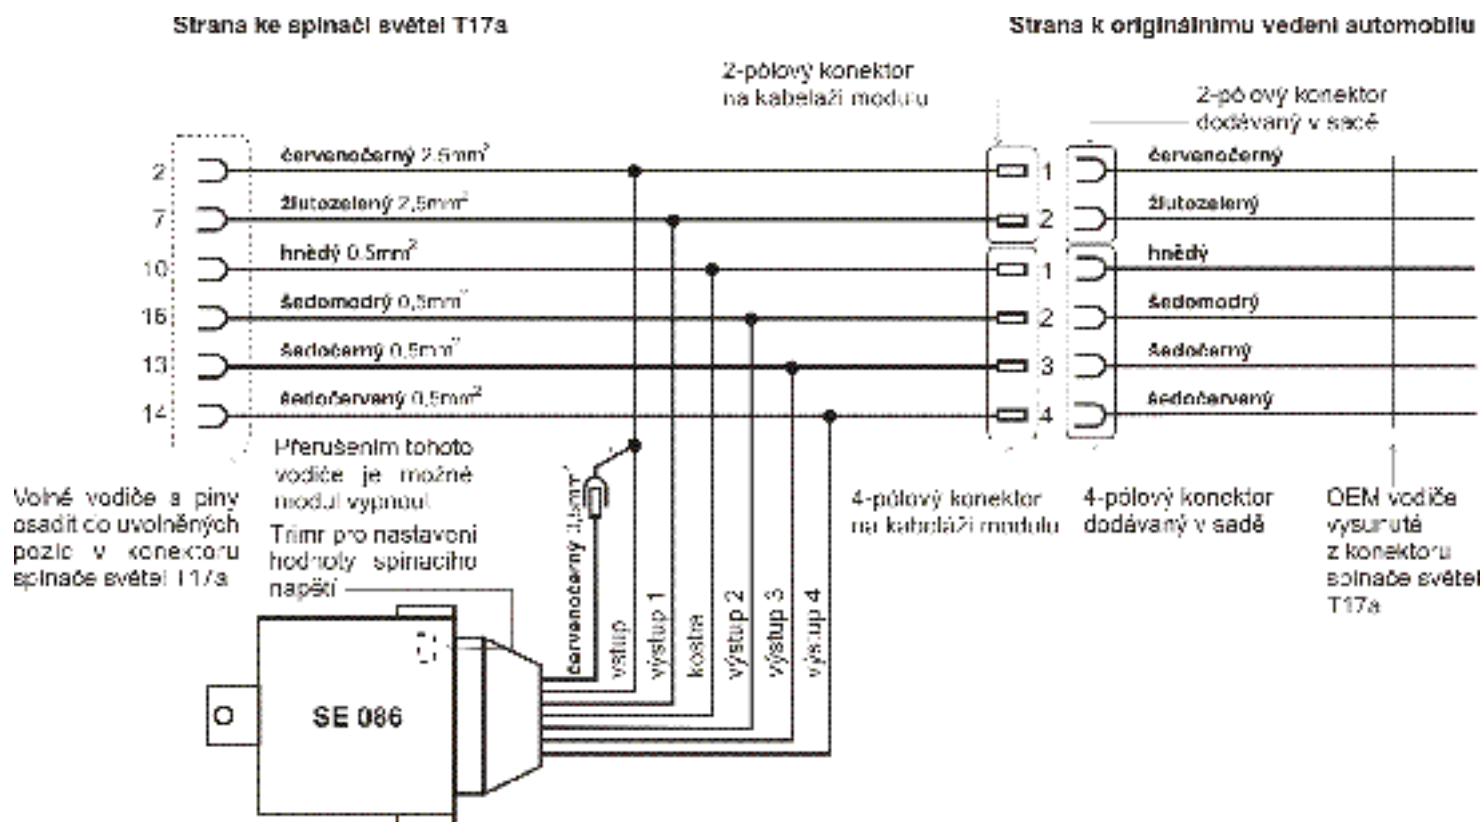 Strana ke spínači světel T17a
Strana k originálnímu vedení automobilu
2-pólový konektor
na kabeláži modulu
2-pólový konektor
dodávaný v sadě
2
červenočerný 2,5mm²
1
červenočerný
7
žlutozelený 2,5mm²
2
žlutozelený
10
hnědý 0,5mm²
1
hnědý
šedomodrý 0,5mm²
2
šedomodrý
13
šedočerný 0,5mm²
3
šedočerný
14
šedočervený 0,5mm²
4
šedočervený
Přerušením tohoto
vodiče je možné
modul vypnout
Volné vodiče s piny
osadit do uvolněných
pozic v konektoru
spínače světel T17a
Trimr pro nastavení
hodnoty spínacího
napětí
4-pólový konektor
na kabeláži modulu
4-pólový konektor
dodávaný v sadě
OEM vodiče
vysunuté
z konektoru
spínače světel
T17a
červenočerný 0,5mm²
vstup
výstup 1
kostra
výstup 2
výstup 3
výstup 4
SE 086